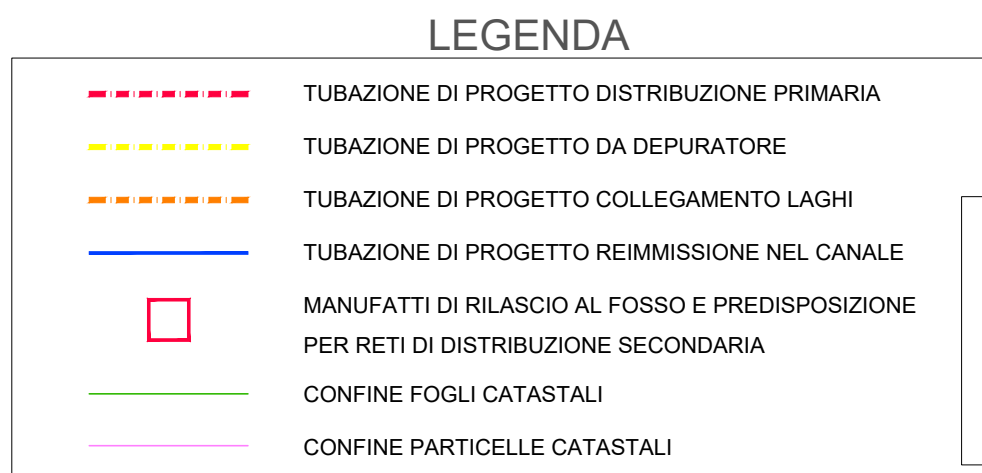 LEGENDA
TUBAZIONE DI PROGETTO DISTRIBUZIONE PRIMARIA
TUBAZIONE DI PROGETTO DA DEPURATORE
TUBAZIONE DI PROGETTO COLLEGAMENTO LAGHI
TUBAZIONE DI PROGETTO REIMMISSIONE NEL CANALE
MANUFATTI DI RILASCIO AL FOSSO E PREDISPOSIZIONE
PER RETI DI DISTRIBUZIONE SECONDARIA
CONFINE FOGLI CATASTALI
CONFINE PARTICELLE CATASTALI